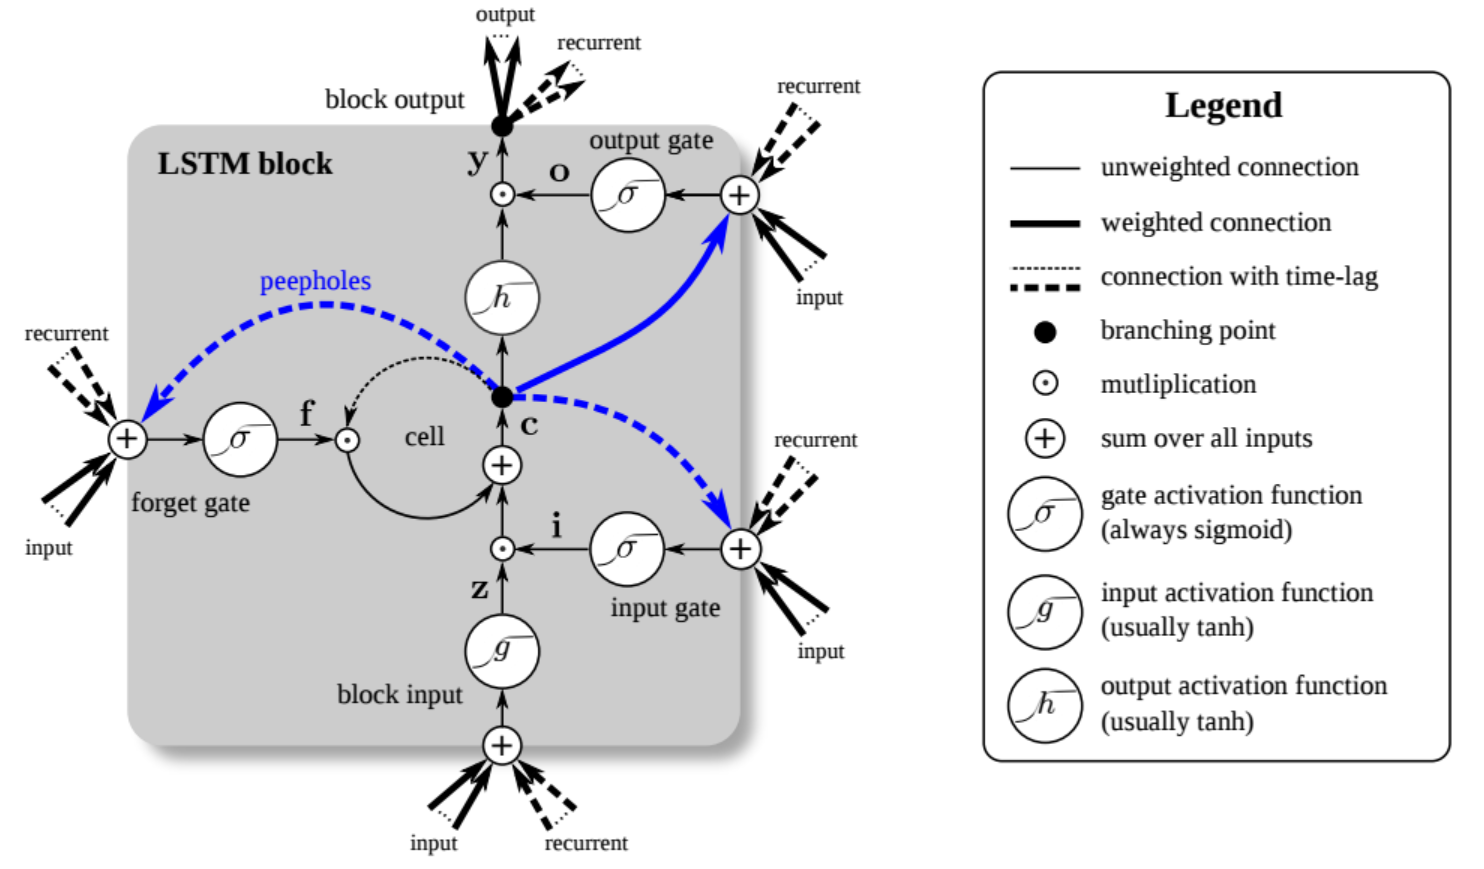 output
recurrent
block output
recurrent
LSTM block
output gate
y
o
σ
+
input
h
peepholes
recurrent
c
f
cell
σ
+
+
forget gate
input
recurrent
i
σ
+
z
input gate
input
g
block input
+
input
recurrent
Legend
unweighted connection
weighted connection
connection with time-lag
branching point
mutliplication
+
sum over all inputs
σ
gate activation function
(always sigmoid)
g
input activation function
(usually tanh)
h
output activation function
(usually tanh)